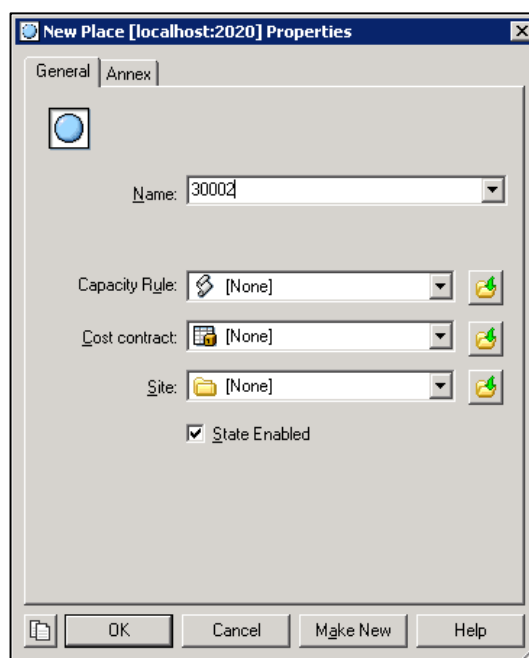 New Place [localhost:2020] Properties
General Annex
Name: 30002
Capacity Rule: [None]
Cost contract: [None]
Site: [None]
State Enabled
OK Cancel Make New Help